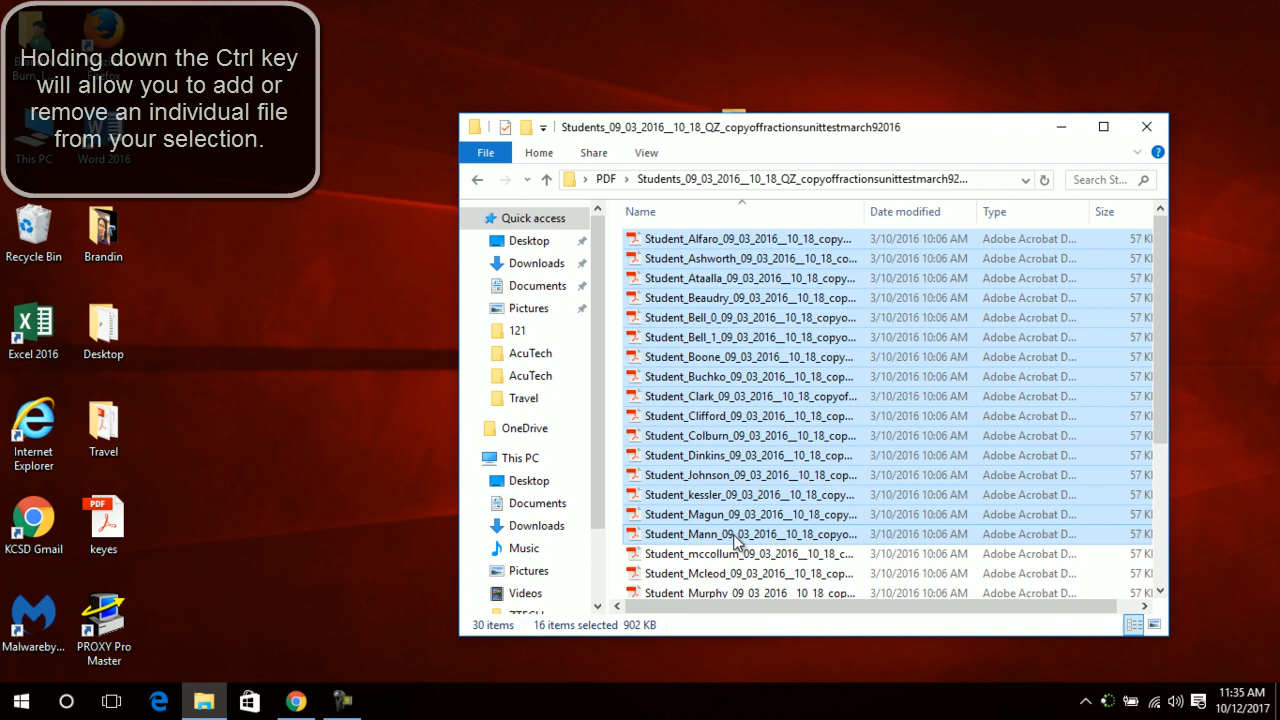 Holding down the Ctrl key
will allow you to add or
remove an individual file
from your selection.
This PC
Word 2016
Recycle Bin
Brandin
Excel 2016
Desktop
Internet
Explorer
Travel
KCSD Gmail
keyes
Malwareby...
PROXY Pro
Master
Students_09_03_2016__10_18_QZ_copyoffractionsunittestmarch92016
File Home Share View
PDF Students_09_03_2016__10_18_QZ_copyoffractionsunittestmarch92...
Search St...
Quick access
Desktop
Downloads
Documents
Pictures
121
AcuTech
AcuTech
Travel
OneDrive
This PC
Desktop
Documents
Downloads
Music
Pictures
Videos
Name Date modified Type Size
Student_Alfaro_09_03_2016__10_18_copy... 3/10/2016 10:06 AM Adobe Acrobat D... 57 K
Student_Ashworth_09_03_2016__10_18_co... 3/10/2016 10:06 AM Adobe Acrobat D... 57 K
Student_Ataalla_09_03_2016__10_18_copy... 3/10/2016 10:06 AM Adobe Acrobat D... 57 K
Student_Beaudry_09_03_2016__10_18_cop... 3/10/2016 10:06 AM Adobe Acrobat D... 57 K
Student_Bell_0_09_03_2016__10_18_copyo... 3/10/2016 10:06 AM Adobe Acrobat D... 57 K
Student_Bell_1_09_03_2016__10_18_copyo... 3/10/2016 10:06 AM Adobe Acrobat D... 57 K
Student_Boone_09_03_2016__10_18_copy... 3/10/2016 10:06 AM Adobe Acrobat D... 57 K
Student_Buchko_09_03_2016__10_18_cop... 3/10/2016 10:06 AM Adobe Acrobat D... 57 K
Student_Clark_09_03_2016__10_18_copyof... 3/10/2016 10:06 AM Adobe Acrobat D... 57 K
Student_Clifford_09_03_2016__10_18_cop... 3/10/2016 10:06 AM Adobe Acrobat D... 57 K
Student_Colburn_09_03_2016__10_18_cop... 3/10/2016 10:06 AM Adobe Acrobat D... 57 K
Student_Dinkins_09_03_2016__10_18_cop... 3/10/2016 10:06 AM Adobe Acrobat D... 57 K
Student_Johnson_09_03_2016__10_18_cop... 3/10/2016 10:06 AM Adobe Acrobat D... 57 K
Student_kessler_09_03_2016__10_18_copy... 3/10/2016 10:06 AM Adobe Acrobat D... 57 K
Student_Magun_09_03_2016__10_18_copy... 3/10/2016 10:06 AM Adobe Acrobat D... 57 K
Student_Mann_09_03_2016__10_18_copyo... 3/10/2016 10:06 AM Adobe Acrobat D... 57 K
Student_mccollum_09_03_2016__10_18_c... 3/10/2016 10:06 AM Adobe Acrobat D... 57 K
Student_Mcleod_09_03_2016__10_18_cop... 3/10/2016 10:06 AM Adobe Acrobat D... 57 K
Student_Murphy_09_03_2016__10_18_cop... 3/10/2016 10:06 AM Adobe Acrobat D... 57 K
30 items 16 items selected 902 KB
11:35 AM
10/12/2017